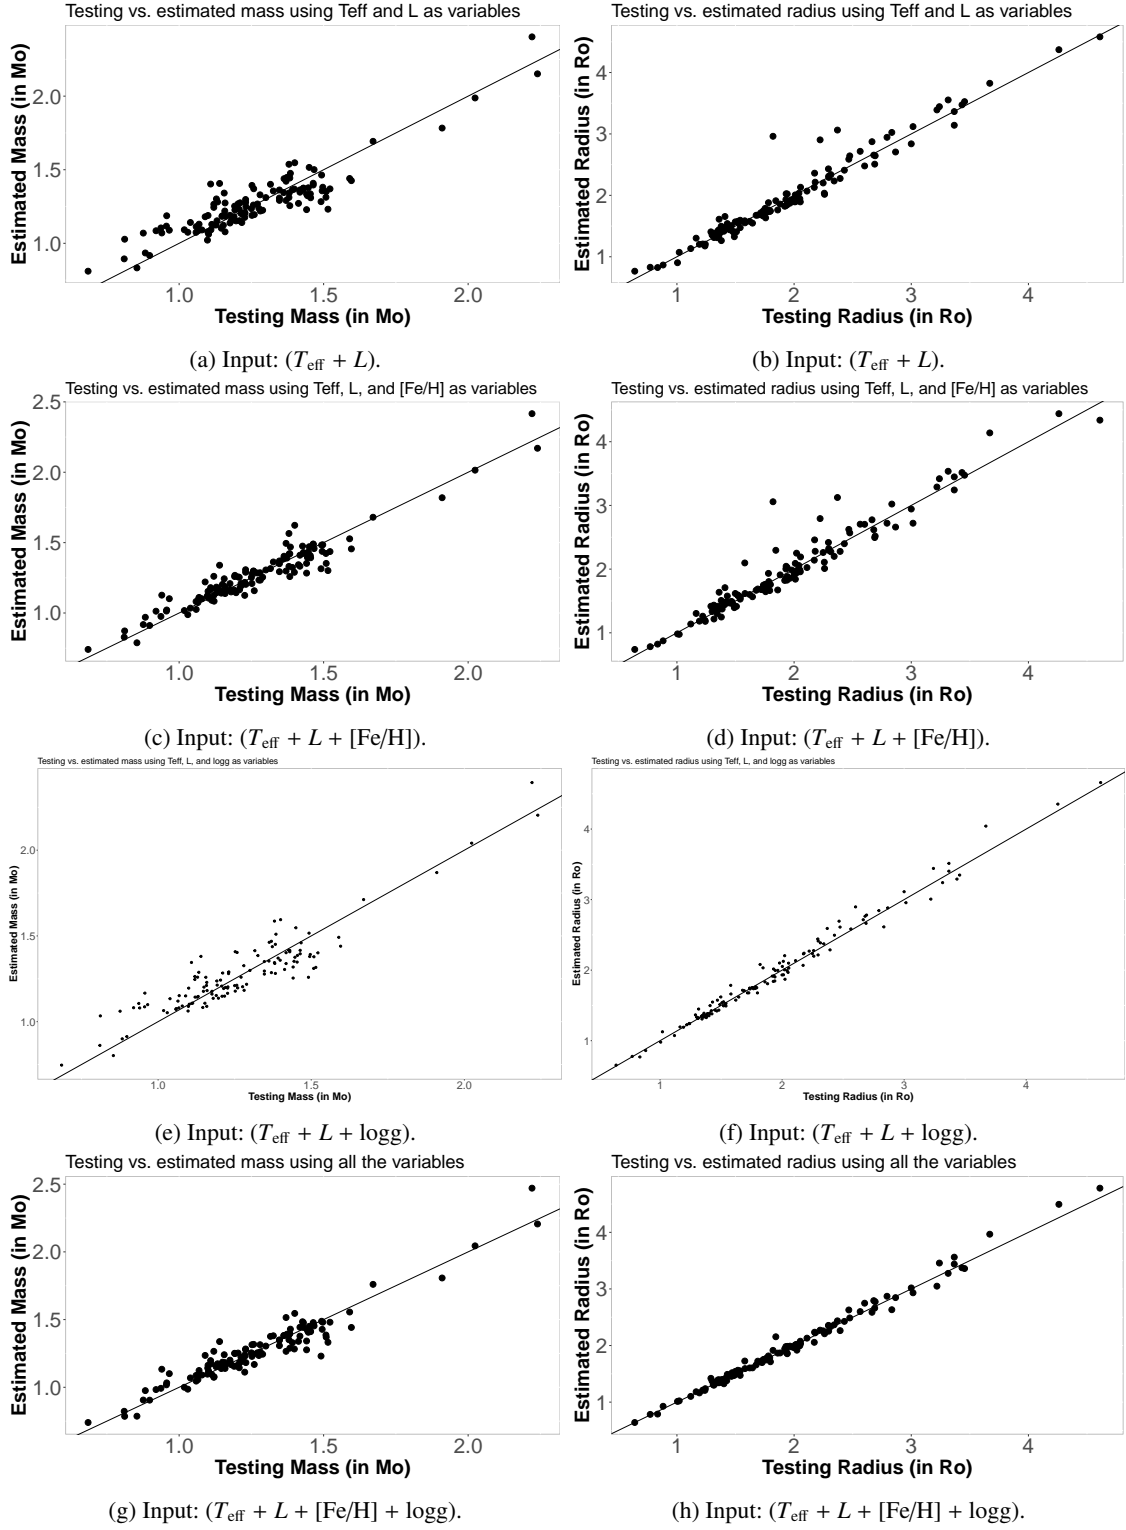 Testing vs. estimated mass using Teff and L as variables
Estimated Mass (in Mo)
2.0
1.5
1.0
1.0 1.5 2.0
Testing Mass (in Mo)
(a) Input: (Teff + L).
Testing vs. estimated radius using Teff and L as variables
Estimated Radius (in Ro)
4
3
2
1
1 2 3 4
Testing Radius (in Ro)
(b) Input: (Teff + L).
Testing vs. estimated mass using Teff, L, and [Fe/H] as variables
Estimated Mass (in Mo)
2.5
2.0
1.5
1.0
1.0 1.5 2.0
Testing Mass (in Mo)
(c) Input: (Teff + L + [Fe/H]).
Testing vs. estimated radius using Teff, L, and [Fe/H] as variables
Estimated Radius (in Ro)
4
3
2
1
1 2 3 4
Testing Radius (in Ro)
(d) Input: (Teff + L + [Fe/H]).
Testing vs. estimated mass using Teff, L, and logg as variables
Estimated Mass (in Mo)
2.0
1.5
1.0
1.0 1.5 2.0
Testing Mass (in Mo)
(e) Input: (Teff + L + logg).
Testing vs. estimated radius using Teff, L, and logg as variables
Estimated Radius (in Ro)
4
3
2
1
1 2 3 4
Testing Radius (in Ro)
(f) Input: (Teff + L + logg).
Testing vs. estimated mass using all the variables
Estimated Mass (in Mo)
2.5
2.0
1.5
1.0
1.0 1.5 2.0
Testing Mass (in Mo)
(g) Input: (Teff + L + [Fe/H] + logg).
Testing vs. estimated radius using all the variables
Estimated Radius (in Ro)
4
3
2
1
1 2 3 4
Testing Radius (in Ro)
(h) Input: (Teff + L + [Fe/H] + logg).